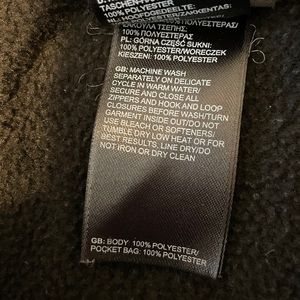 100% POLYESTER
100% ΠΟΛΥΕΣΤΕΡΑΣ
PL: GÓRNA CZĘŚĆ SUKNI:
100% POLYESTER/WORECZEK
KIESZEŃ: 100% POLYESTER
GB: MACHINE WASH
SEPARATELY ON DELICATE
CYCLE IN WARM WATER/
SECURE AND CLOSE ALL
ZIPPERS AND HOOK AND LOOP
CLOSURES BEFORE WASH/TURN
GARMENT INSIDE OUT/DO NOT
USE BLEACH OR SOFTENERS/
TUMBLE DRY LOW HEAT OR FOR
BEST RESULTS, LINE DRY/DO
NOT IRON OR DRY CLEAN
GB: BODY 100% POLYESTER/
POCKET BAG: 100% POLYESTER